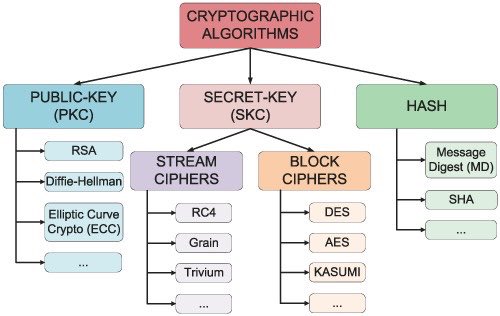 CRYPTOGRAPHIC
ALGORITHMS
PUBLIC-KEY
(PKC)
SECRET-KEY
(SKC)
HASH
RSA
Diffie-Hellman
Elliptic Curve
Crypto (ECC)
...
STREAM
CIPHERS
RC4
Grain
Trivium
...
BLOCK
CIPHERS
DES
AES
KASUMI
...
Message
Digest (MD)
SHA
...